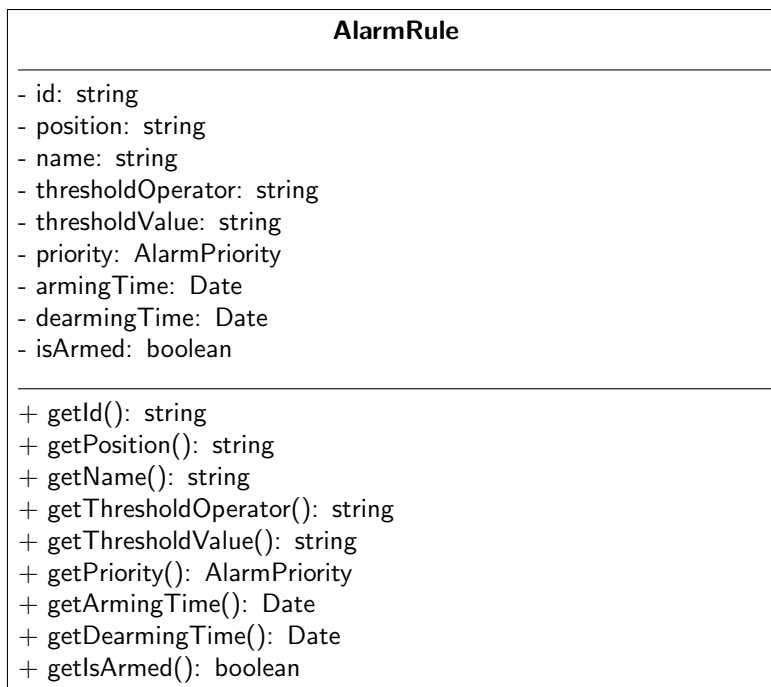 AlarmRule
- id: string
- position: string
- name: string
- thresholdOperator: string
- thresholdValue: string
- priority: AlarmPriority
- armingTime: Date
- dearmingTime: Date
- isArmed: boolean
+ getId(): string
+ getPosition(): string
+ getName(): string
+ getThresholdOperator(): string
+ getThresholdValue(): string
+ getPriority(): AlarmPriority
+ getArmingTime(): Date
+ getDearmingTime(): Date
+ getIsArmed(): boolean